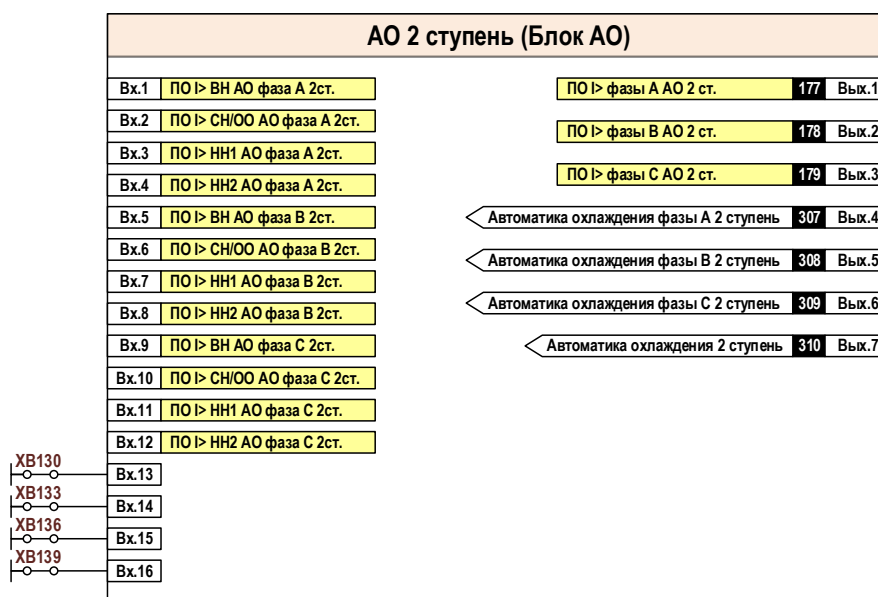 АО 2 ступень (Блок АО)
Вх.1 ПО I> ВН АО фаза А 2ст.
Вх.2 ПО I> СН/ОО АО фаза А 2ст.
Вх.3 ПО I> НН1 АО фаза А 2ст.
Вх.4 ПО I> НН2 АО фаза А 2ст.
Вх.5 ПО I> ВН АО фаза В 2ст.
Вх.6 ПО I> СН/ОО АО фаза В 2ст.
Вх.7 ПО I> НН1 АО фаза В 2ст.
Вх.8 ПО I> НН2 АО фаза В 2ст.
Вх.9 ПО I> ВН АО фаза С 2ст.
Вх.10 ПО I> СН/ОО АО фаза С 2ст.
Вх.11 ПО I> НН1 АО фаза С 2ст.
Вх.12 ПО I> НН2 АО фаза С 2ст.
XB130
Вх.13
XB133
Вх.14
XB136
Вх.15
XB139
Вх.16
ПО I> фазы А АО 2 ст. 177 Вых.1
ПО I> фазы В АО 2 ст. 178 Вых.2
ПО I> фазы С АО 2 ст. 179 Вых.3
Автоматика охлаждения фазы А 2 ступень 307 Вых.4
Автоматика охлаждения фазы В 2 ступень 308 Вых.5
Автоматика охлаждения фазы С 2 ступень 309 Вых.6
Автоматика охлаждения 2 ступень 310 Вых.7